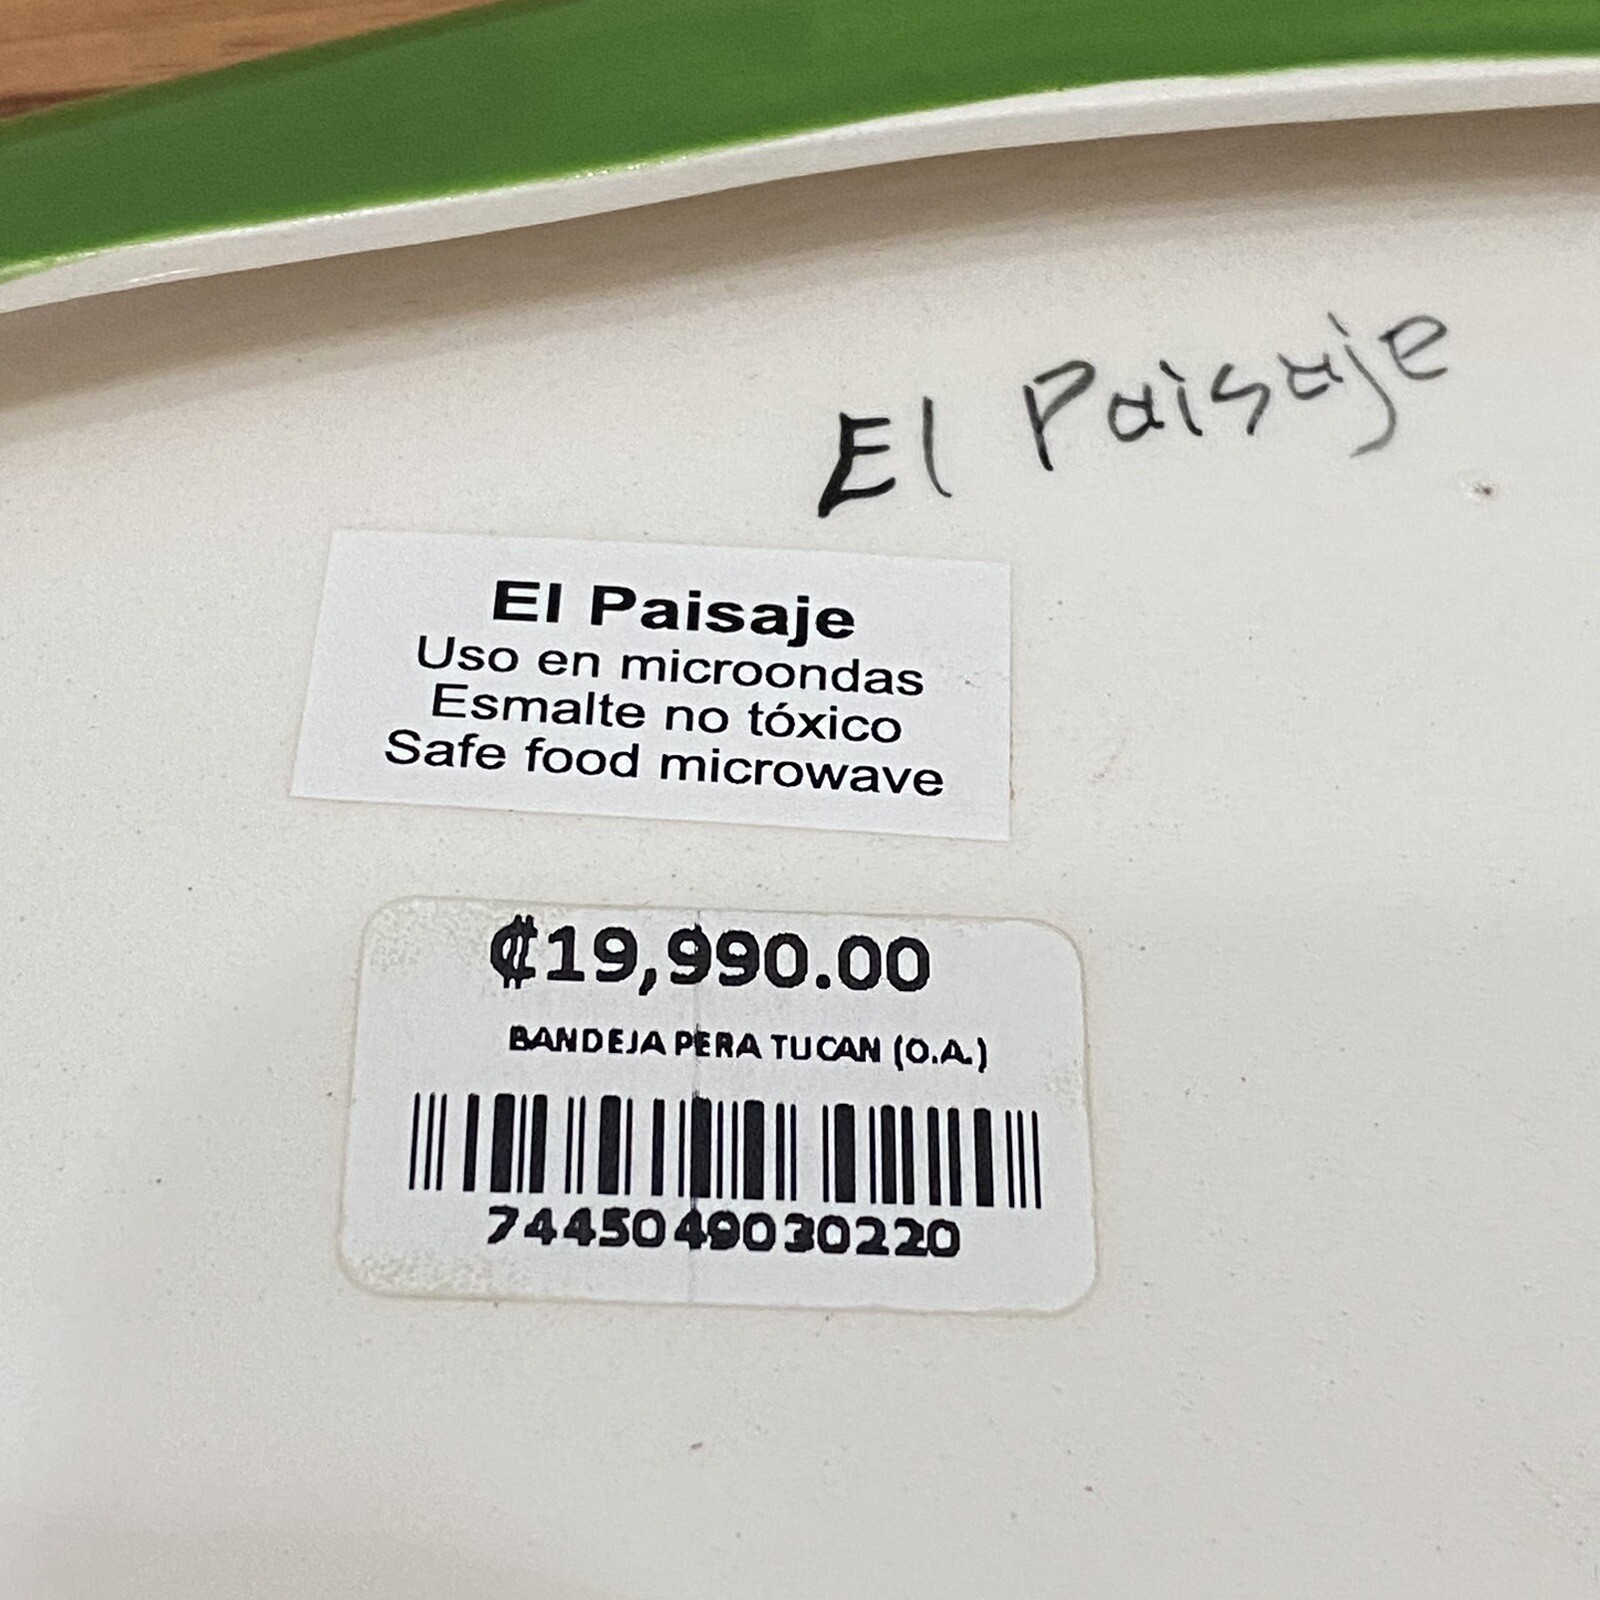 El Paisaje
El Paisaje
Uso en microondas
Esmalte no tóxico
Safe food microwave
₡19,990.00
BANDEJA PERA TUCAN (O.A.)
7445049030220